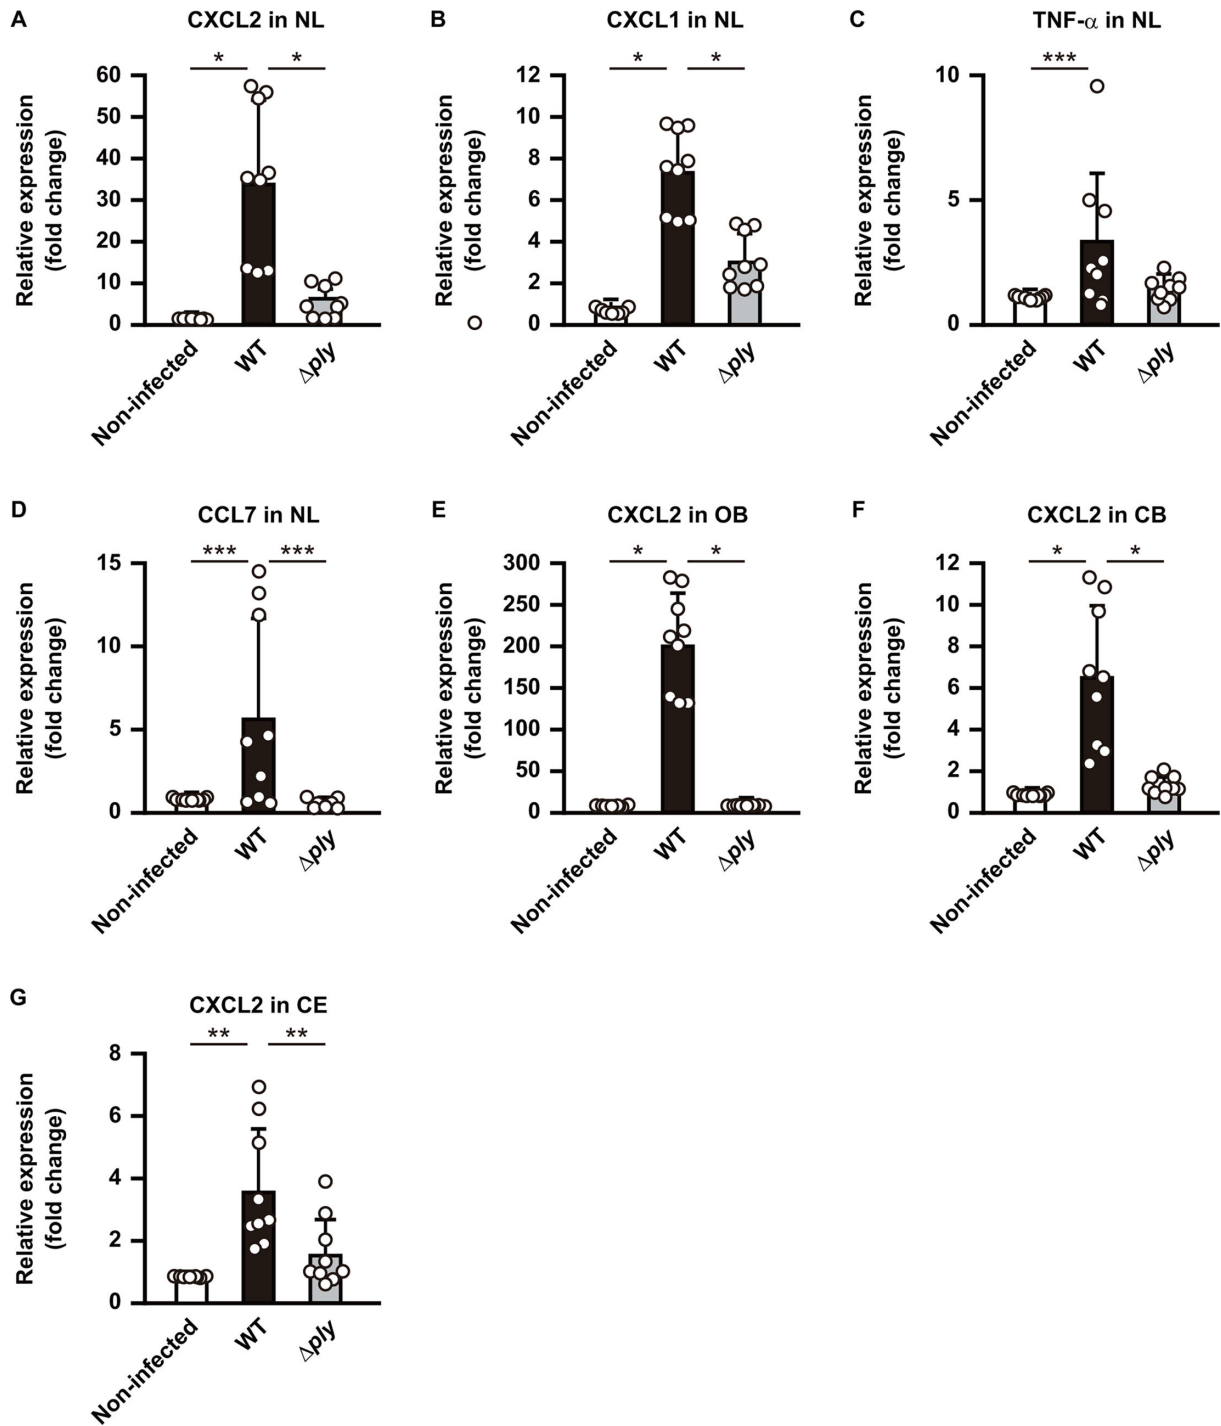 A
CXCL2 in NL
* *
Relative expression
(fold change)
60
50
40
30
20
10
0
Non-infected
WT
Δply
B
CXCL1 in NL
* *
Relative expression
(fold change)
12
10
8
6
4
2
0
Non-infected
WT
Δply
C
TNF-α in NL
***
Relative expression
(fold change)
10
5
0
Non-infected
WT
Δply
D
CCL7 in NL
*** ***
Relative expression
(fold change)
15
10
5
0
Non-infected
WT
Δply
E
CXCL2 in OB
* *
Relative expression
(fold change)
300
250
200
150
100
50
0
Non-infected
WT
Δply
F
CXCL2 in CB
* *
Relative expression
(fold change)
12
10
8
6
4
2
0
Non-infected
WT
Δply
G
CXCL2 in CE
** **
Relative expression
(fold change)
8
6
4
2
0
Non-infected
WT
Δply